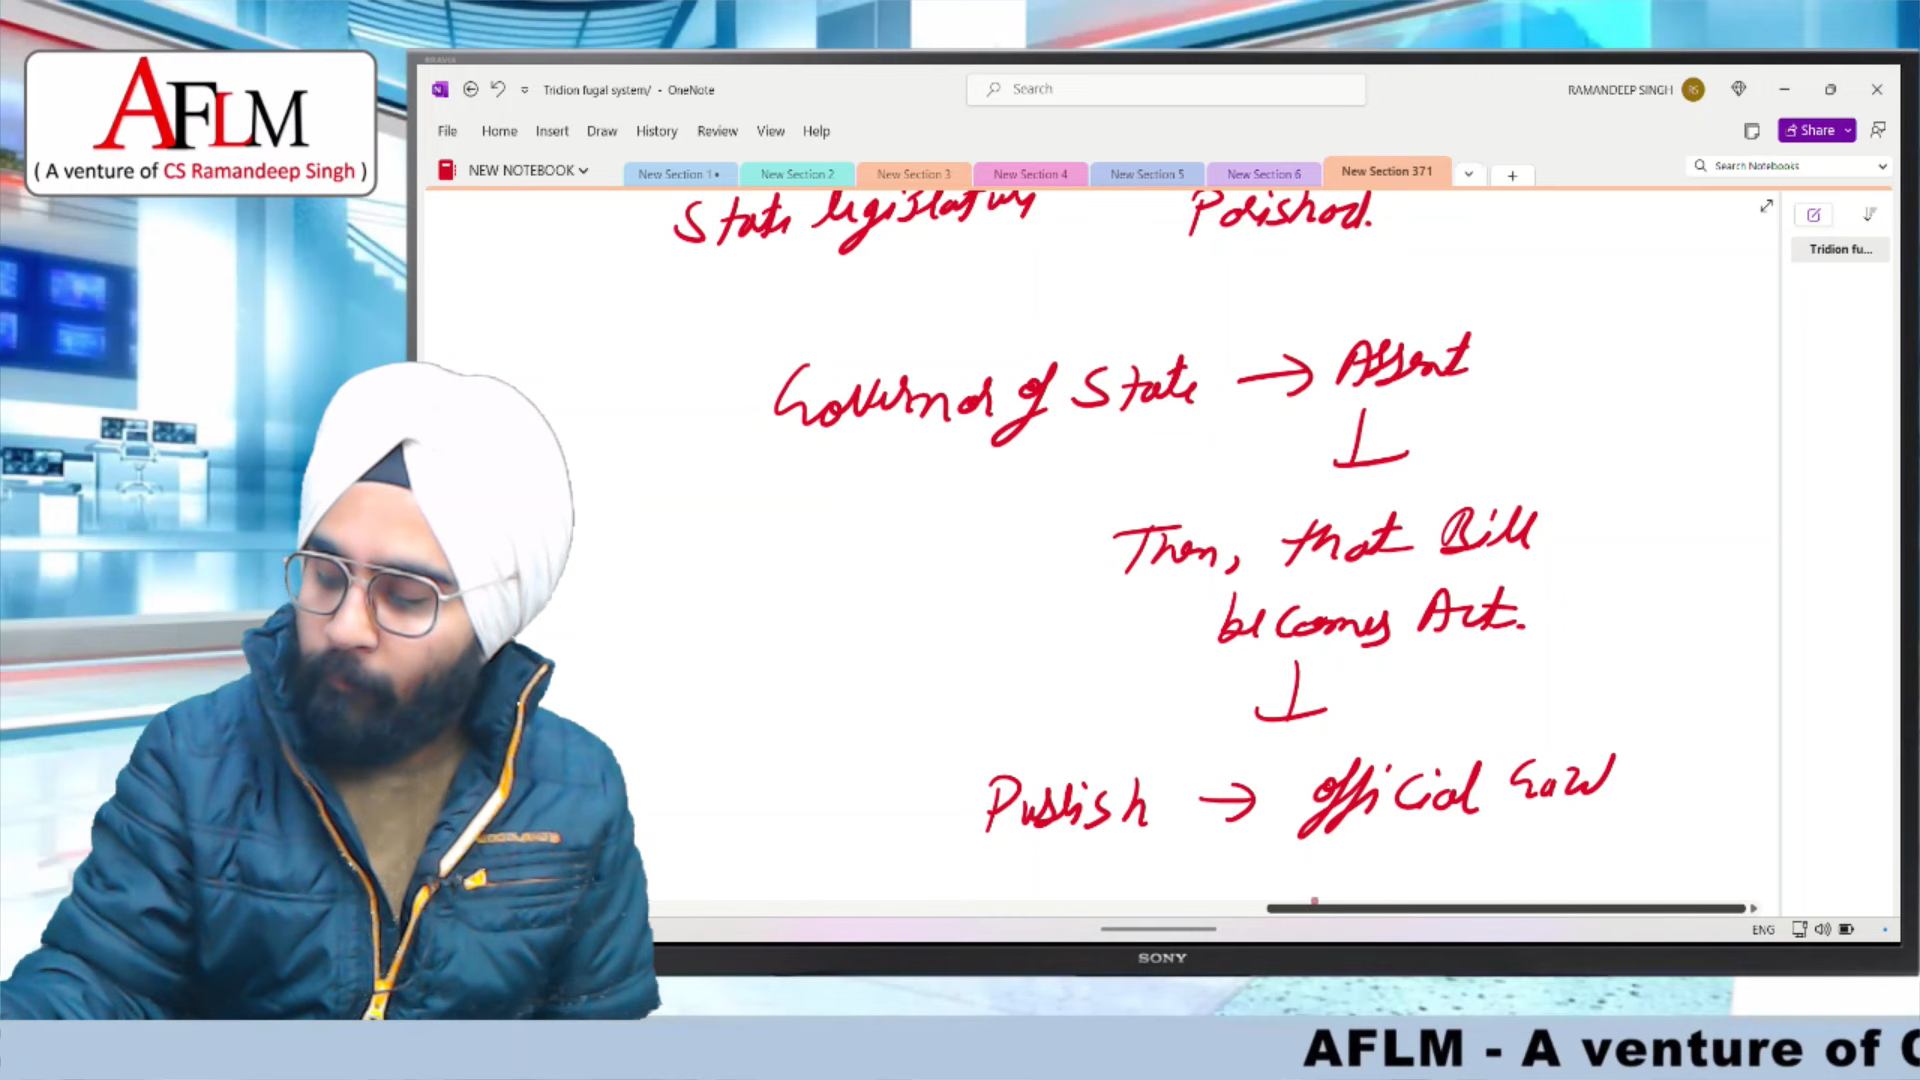 AFLM
( A venture of CS Ramandeep Singh )
BRAVIA
Tridion fugal system/ - OneNote
Search
RAMANDEEP SINGH
RS
File Home Insert Draw History Review View Help
Share
NEW NOTEBOOK
New Section 1
New Section 2
New Section 3
New Section 4
New Section 5
New Section 6
New Section 371
+
Search Notebooks
Tridion fu...
State legislature
Polished.
Governor of State → Assent
Then, that Bill
becomes Act.
Publish → Official Gaz
ENG
SONY
AFLM - A venture of